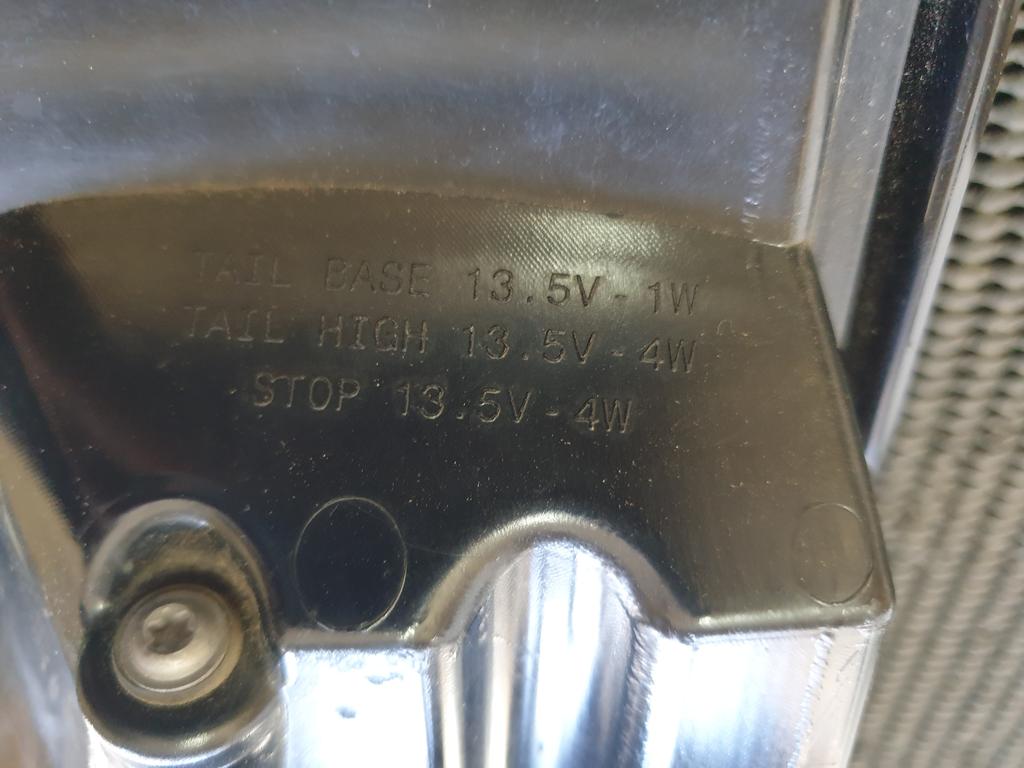 TAIL BASE 13.5V-1W
TAIL HIGH 13.5V-4W
STOP 13.5V-4W